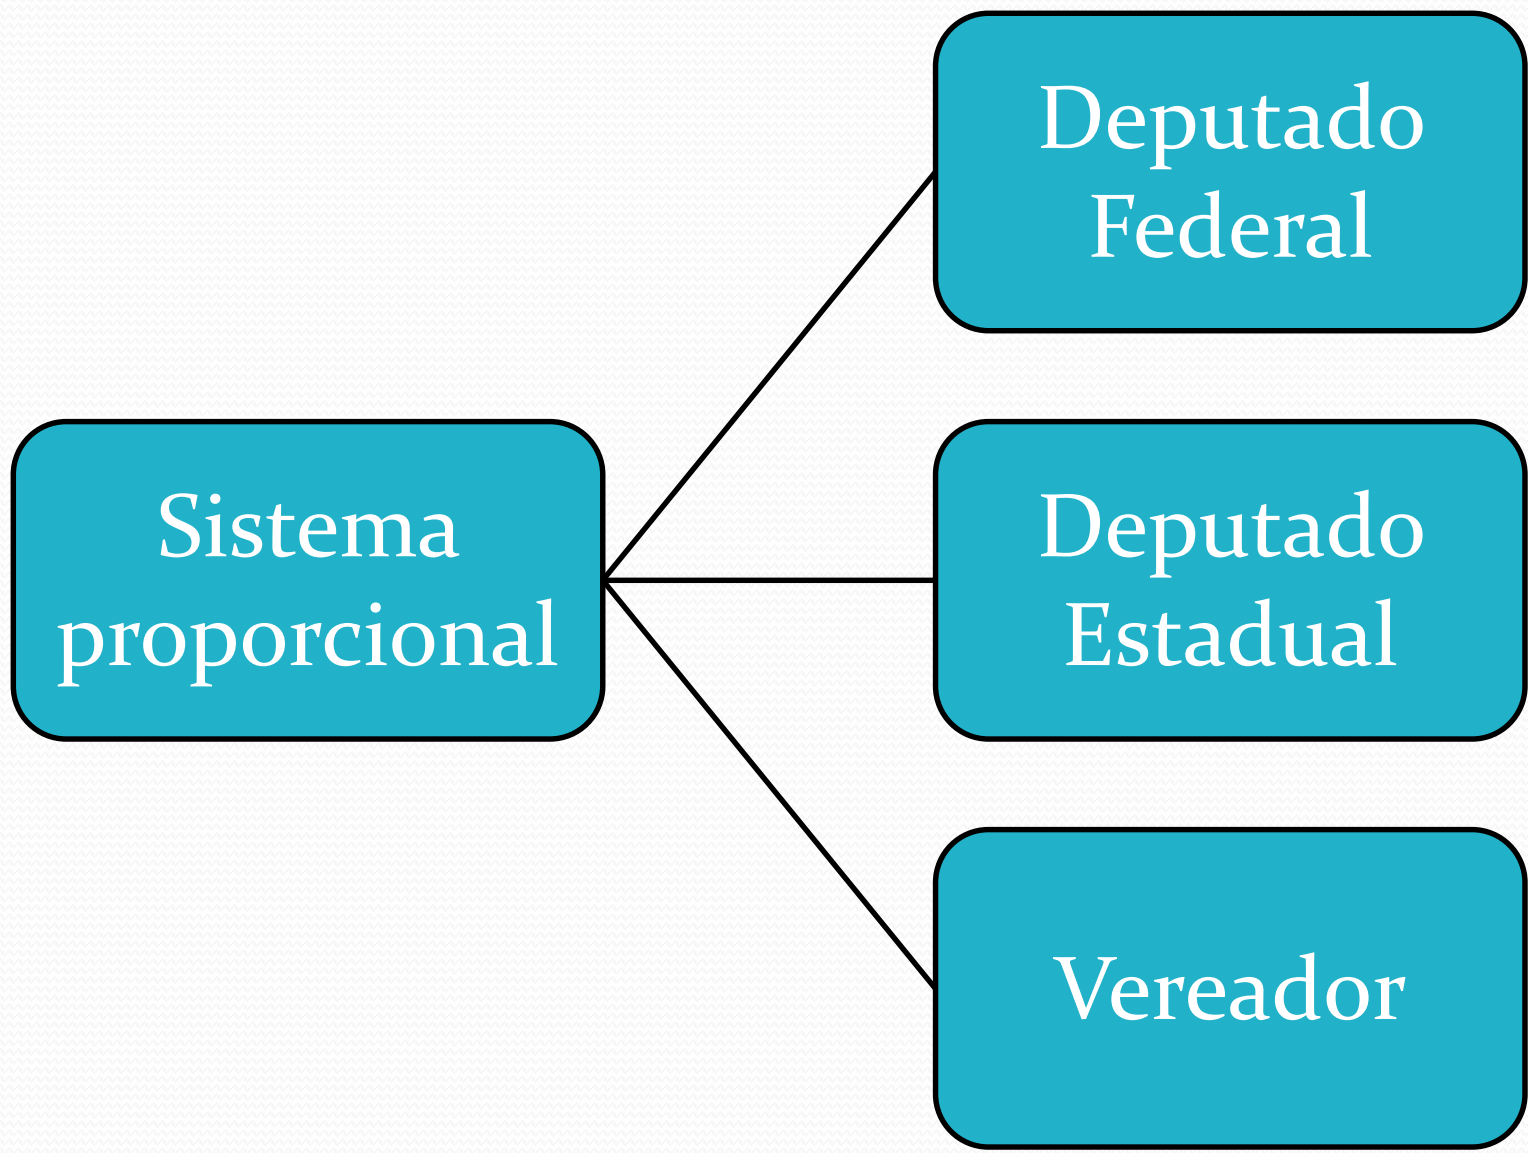 Sistema
proporcional
Deputado
Federal
Deputado
Estadual
Vereador